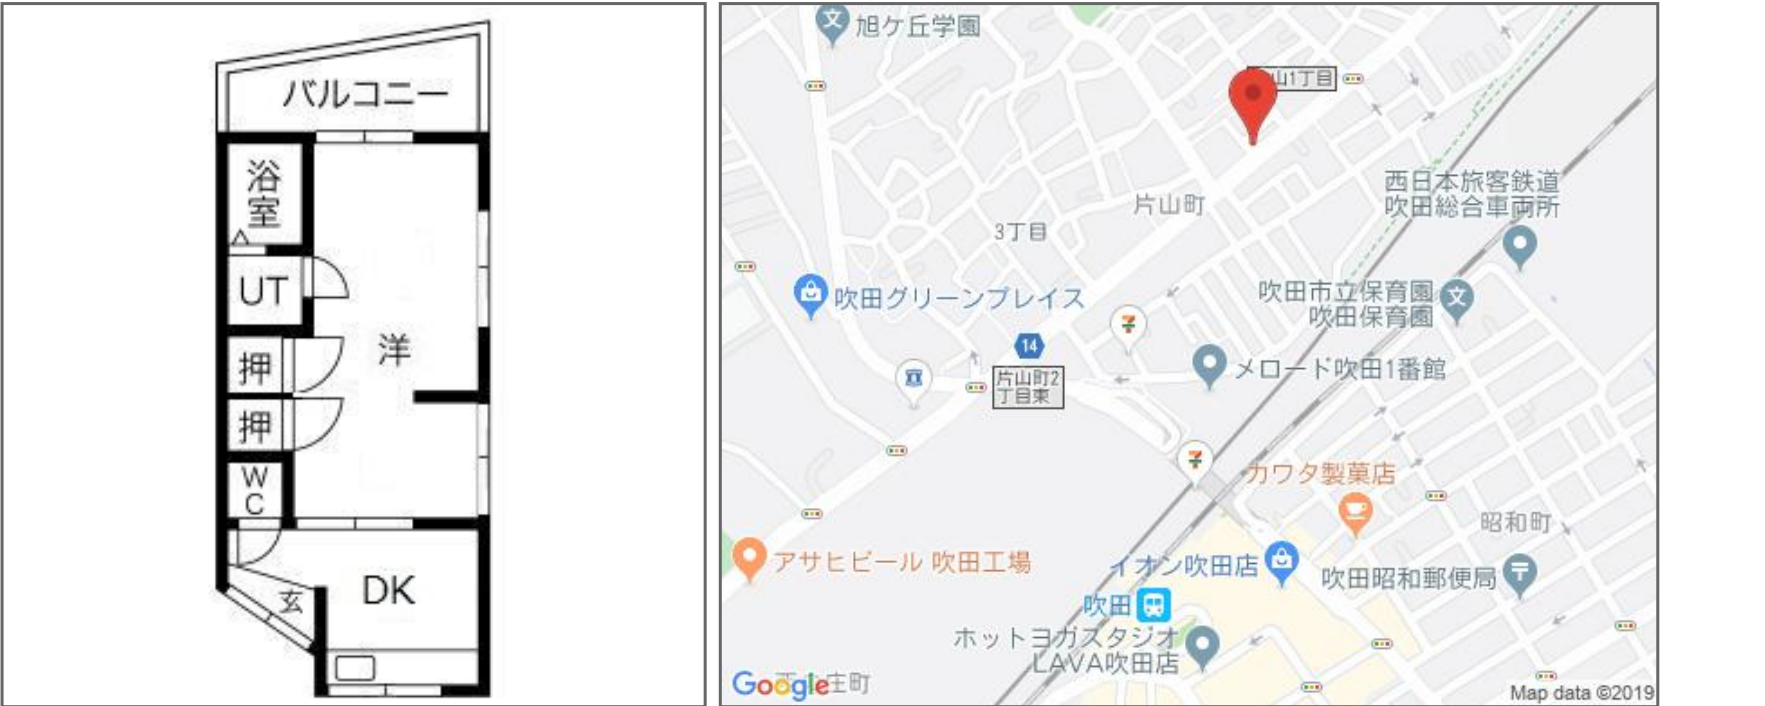 バルコニー
浴
室
UT
押
洋
押
W
C
DK
玄
旭ケ丘学園
山1丁目
西日本旅客鉄道
吹田総合車両所
片山町
3丁目
吹田市立保育園
吹田保育園
吹田グリーンプレイス
14
片山町2
丁目東
メロード吹田1番館
カワタ製菓店
昭和町
アサヒビール 吹田工場
イオン吹田店
吹田昭和郵便局
吹田
ホットヨガスタジオ
LAVA吹田店
Google
庄町
Map data ©2019